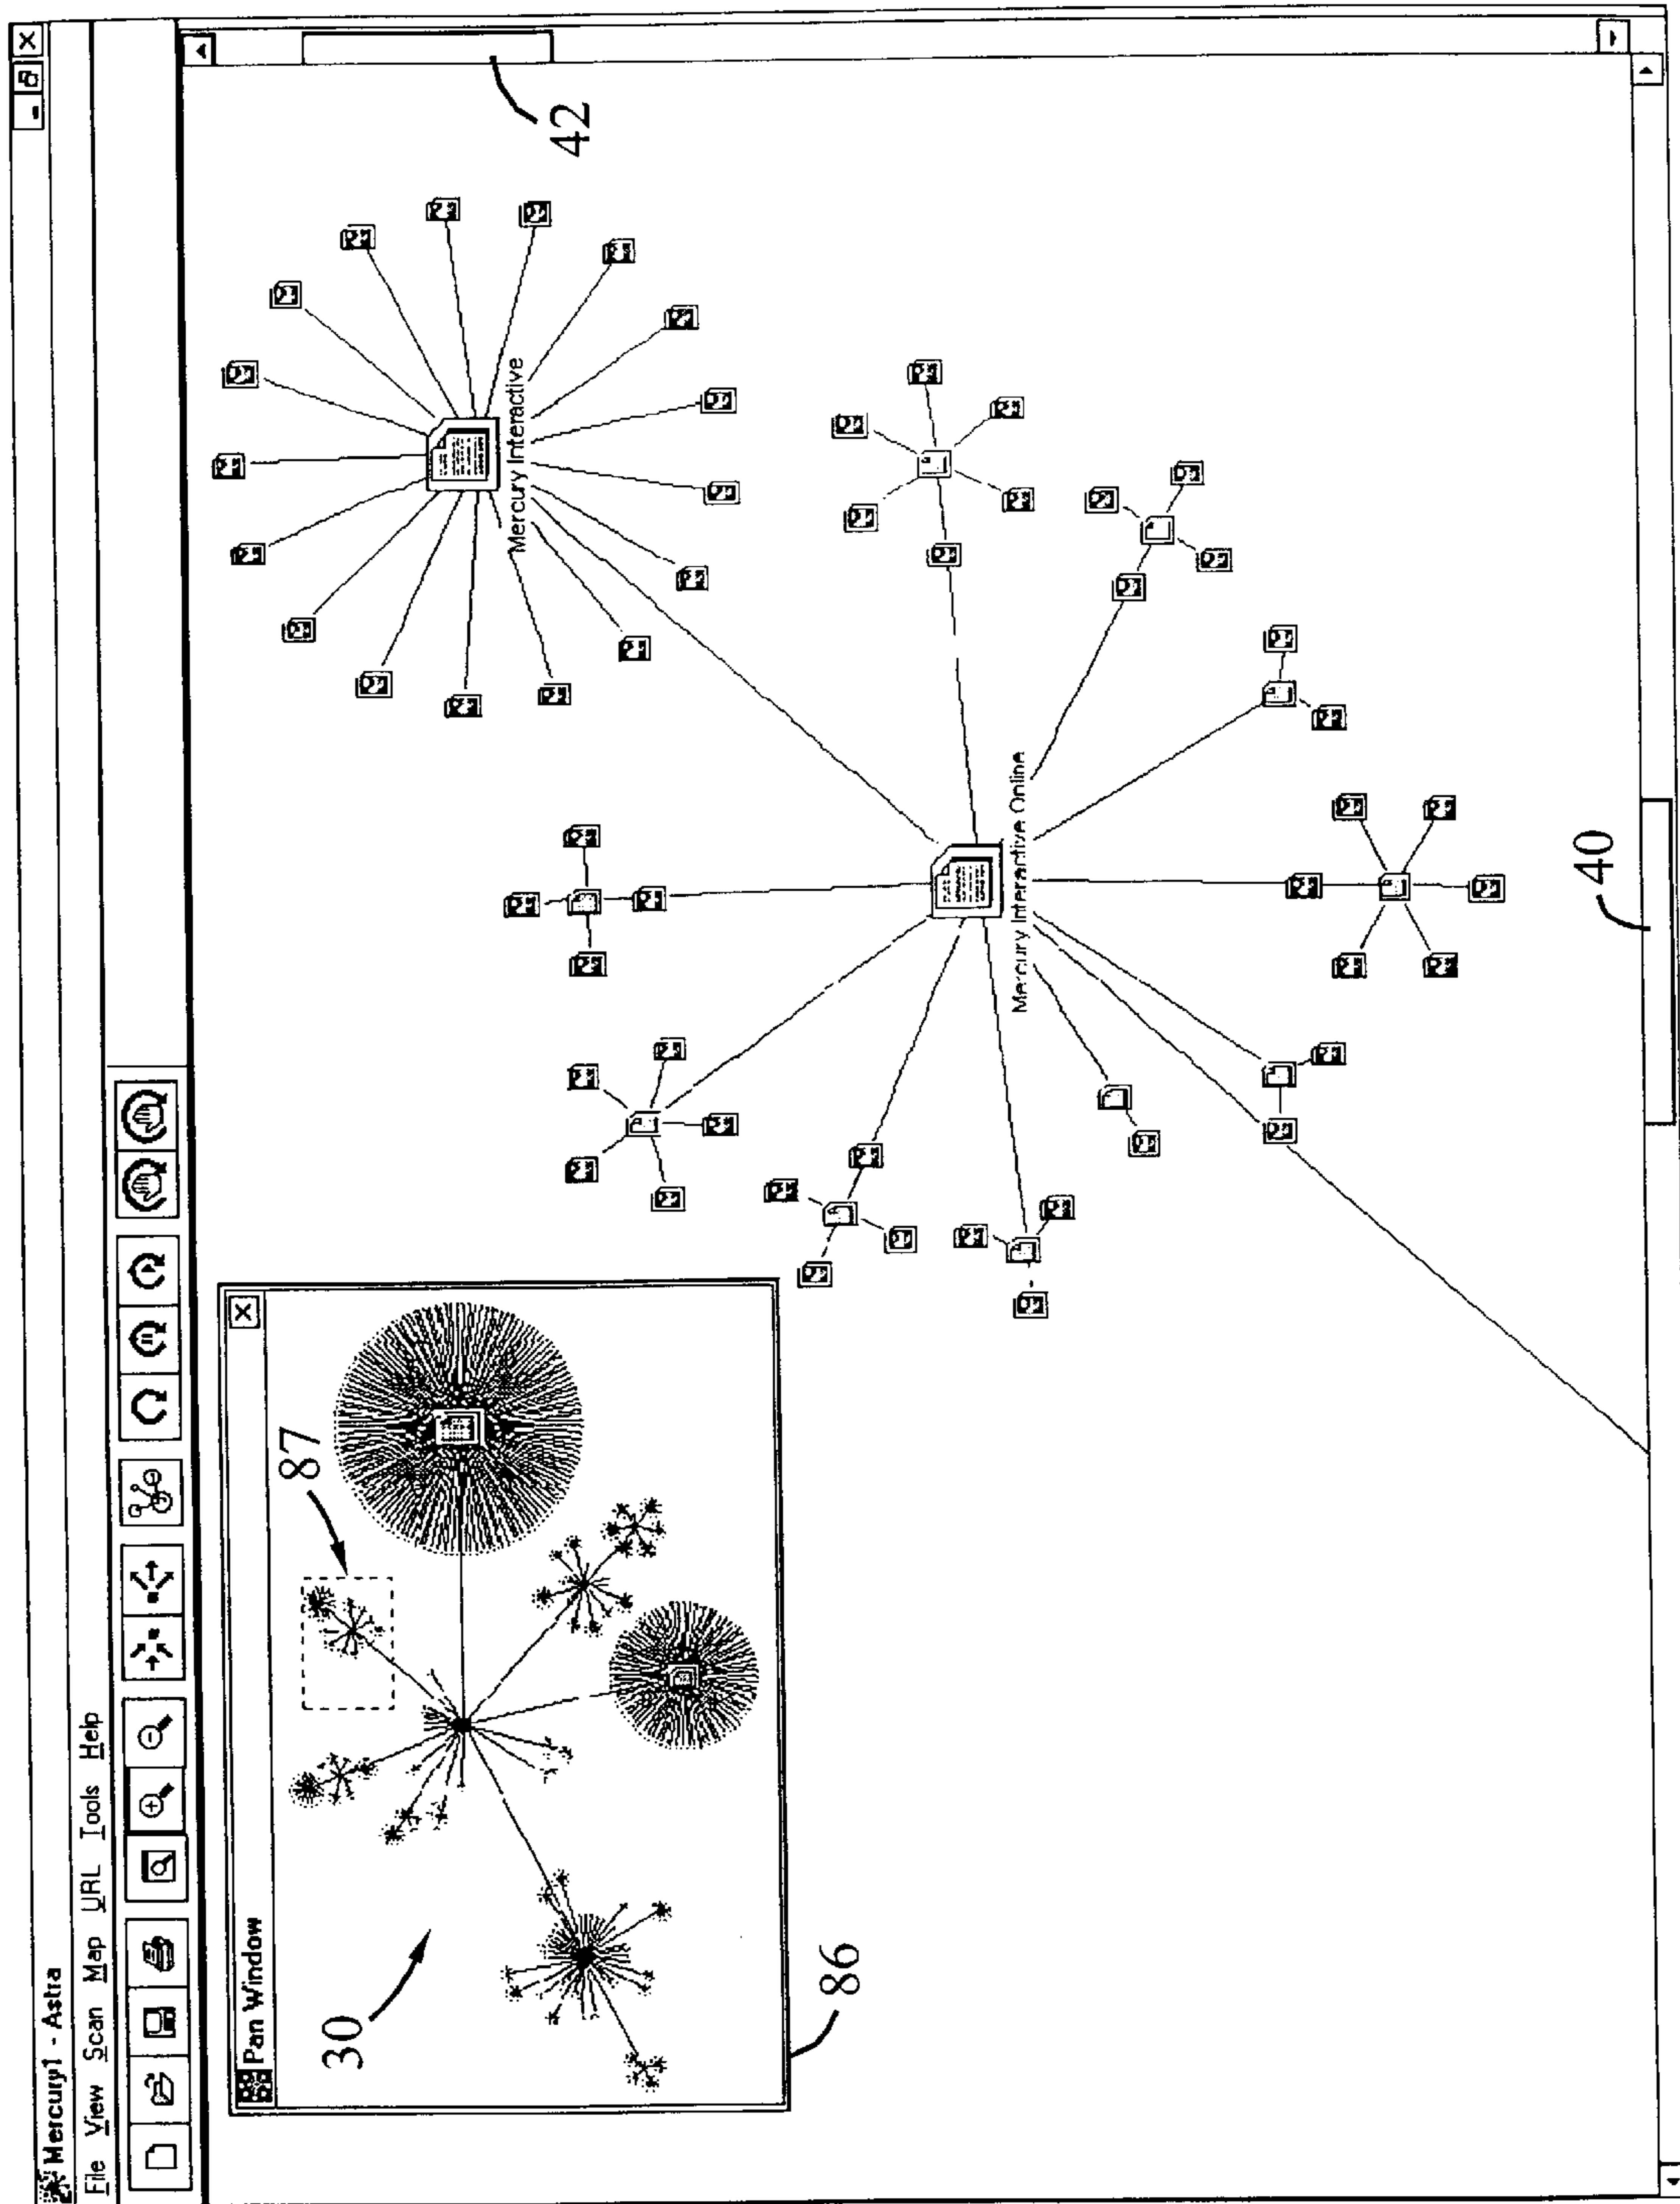 Mercury1 - Astra
File View Scan Map URL Tools Help
Pan Window
30
87
86
Mercury Interactive
42
Mercury Interactive Online
40